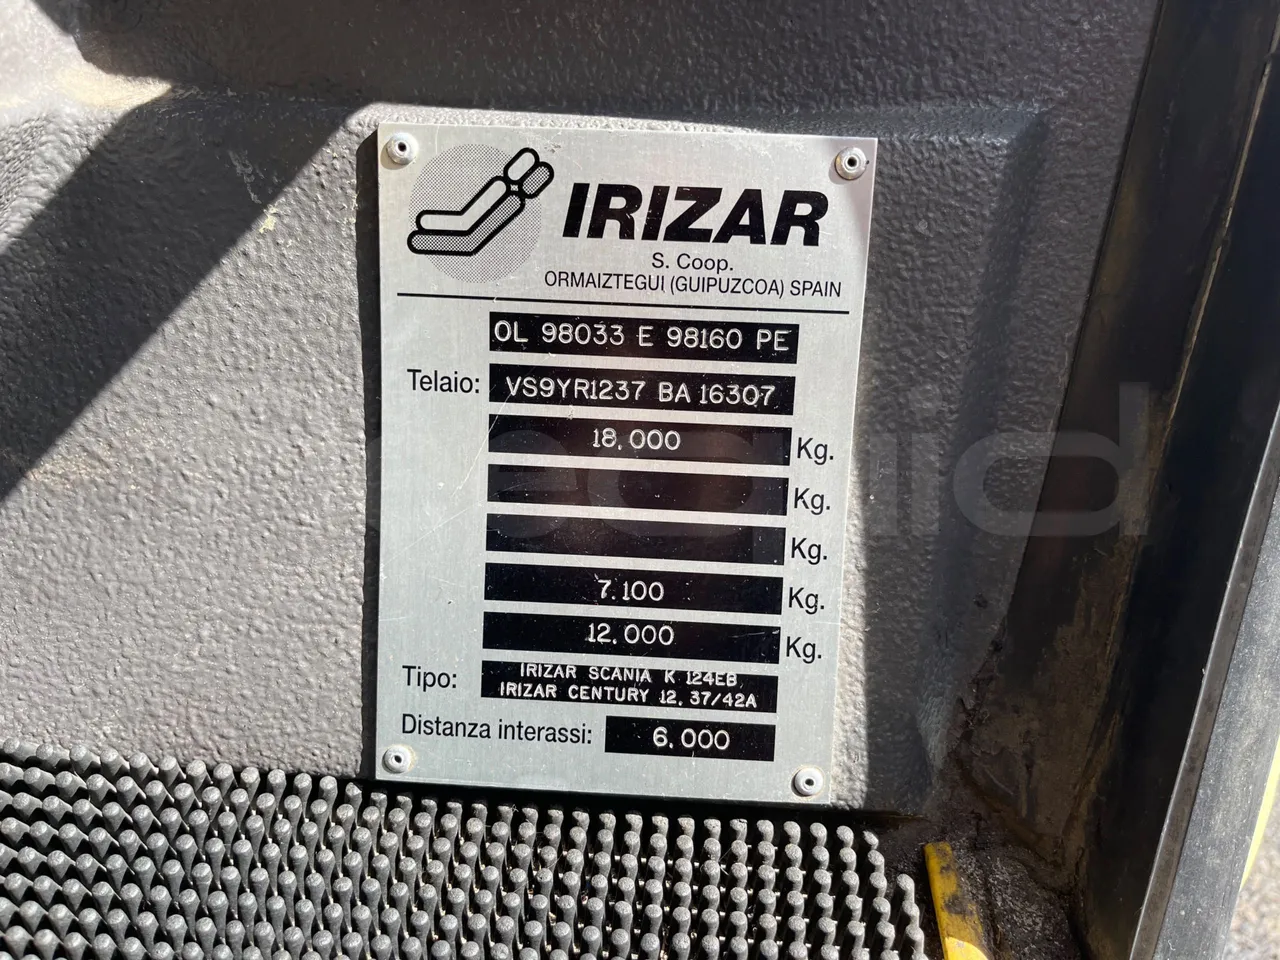 IRIZAR
S. Coop.
ORMAIZTEGUI (GUIPUZCOA) SPAIN
OL 98033 E 98160 PE
Telaio: VS9YR1237 BA 16307
18.000 Kg.
Kg.
Kg.
7.100 Kg.
12.000 Kg.
Tipo: IRIZAR SCANIA K 124EB
IRIZAR CENTURY 12.37/42A
Distanza interassi: 6.000